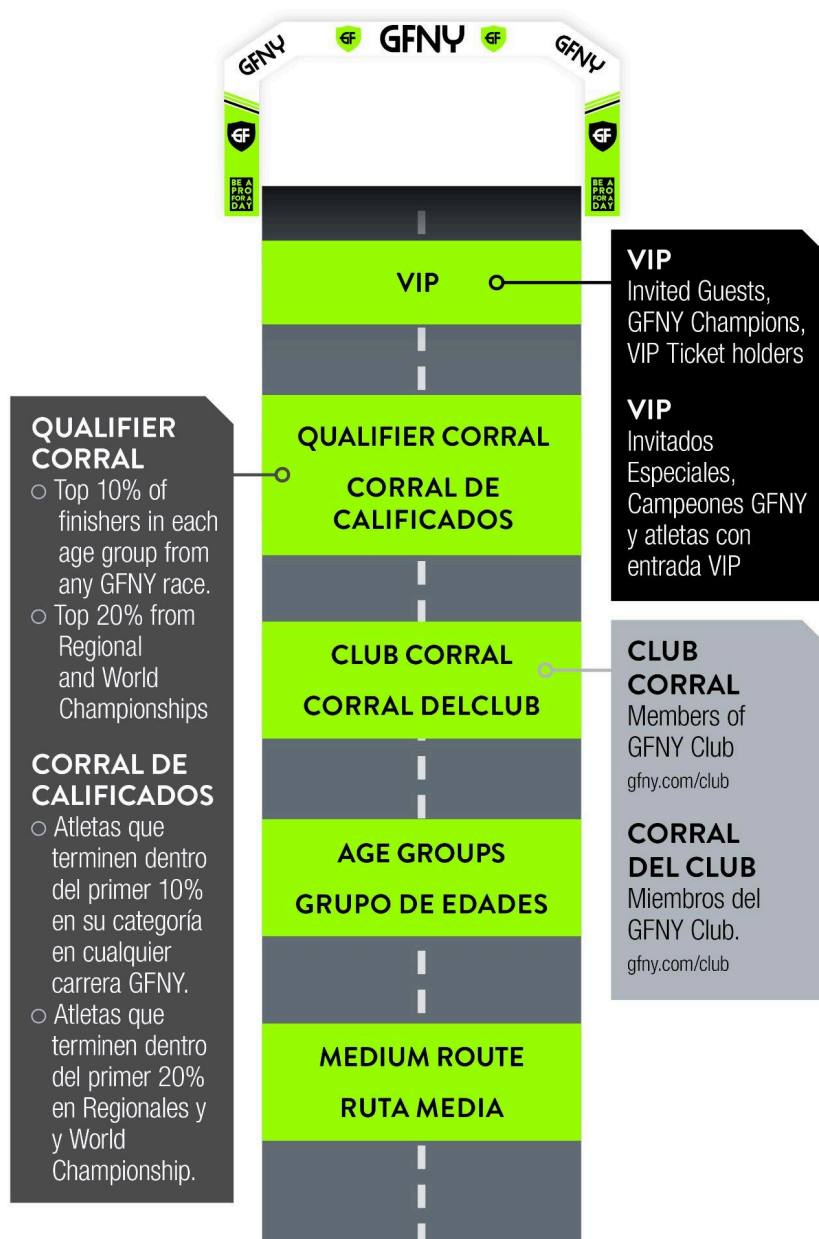 GFNY
GF
GFNY
GF
GFNY
GF
GF
BE A
PRO
FOR A
DAY
BE A
PRO
FOR A
DAY
VIP
VIP
Invited Guests,
GFNY Champions,
VIP Ticket holders
VIP
Invitados
Especiales,
Campeones GFNY
y atletas con
entrada VIP
QUALIFIER
CORRAL
○ Top 10% of
finishers in each
age group from
any GFNY race.
○ Top 20% from
Regional
and World
Championships
CORRAL DE
CALIFICADOS
○ Atletas que
terminen dentro
del primer 10%
en su categoría
en cualquier
carrera GFNY.
○ Atletas que
terminen dentro
del primer 20%
en Regionales y
y World
Championship.
QUALIFIER CORRAL
CORRAL DE
CALIFICADOS
CLUB CORRAL
CORRAL DELCLUB
CLUB
CORRAL
Members of
GFNY Club
gfny.com/club
CORRAL
DEL CLUB
Miembros del
GFNY Club.
gfny.com/club
AGE GROUPS
GRUPO DE EDADES
MEDIUM ROUTE
RUTA MEDIA